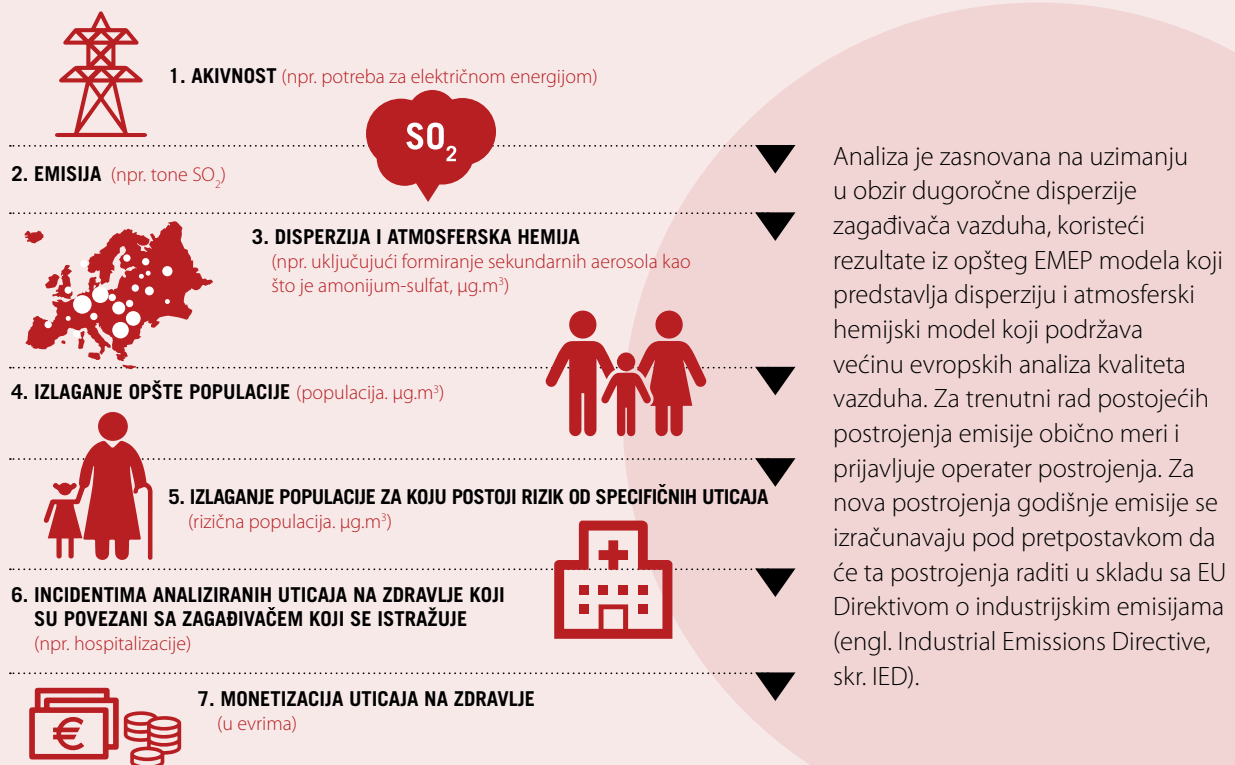 1. AKIVNOST (npr. potreba za električnom energijom)
SO₂
2. EMISIJA (npr. tone SO₂)
3. DISPERZIJA I ATMOSFERSKA HEMIJA
(npr. uključujući formiranje sekundarnih aerosola kao
što je amonijum-sulfat, µg.m³)
4. IZLAGANJE OPŠTE POPULACIJE (populacija. µg.m³)
5. IZLAGANJE POPULACIJE ZA KOJU POSTOJI RIZIK OD SPECIFIČNIH UTICAJA
(rizična populacija. µg.m³)
6. INCIDENTIMA ANALIZIRANIH UTICAJA NA ZDRAVLJE KOJI
SU POVEZANI SA ZAGAĐIVAČEM KOJI SE ISTRAŽUJE
(npr. hospitalizacije)
7. MONETIZACIJA UTICAJA NA ZDRAVLJE
(u evrima)
€
Analiza je zasnovana na uzimanju
u obzir dugoročne disperzije
zagađivača vazduha, koristeći
rezultate iz opšteg EMEP modela koji
predstavlja disperziju i atmosferski
hemijski model koji podržava
većinu evropskih analiza kvaliteta
vazduha. Za trenutni rad postojećih
postrojenja emisije obično meri i
prijavljuje operater postrojenja. Za
nova postrojenja godišnje emisije se
izračunavaju pod pretpostavkom da
će ta postrojenja raditi u skladu sa EU
Direktivom o industrijskim emisijama
(engl. Industrial Emissions Directive,
skr. IED).